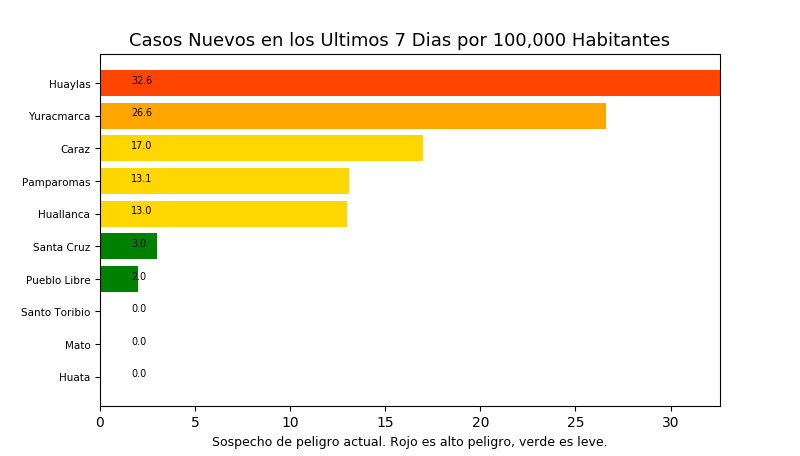 Casos Nuevos en los Ultimos 7 Dias por 100,000 Habitantes
Huaylas 32.6
Yuracmarca 26.6
Caraz 17.0
Pamparomas 13.1
Huallanca 13.0
Santa Cruz 3.0
Pueblo Libre 2.0
Santo Toribio 0.0
Mato 0.0
Huata 0.0
0 5 10 15 20 25 30
Sospecho de peligro actual. Rojo es alto peligro, verde es leve.